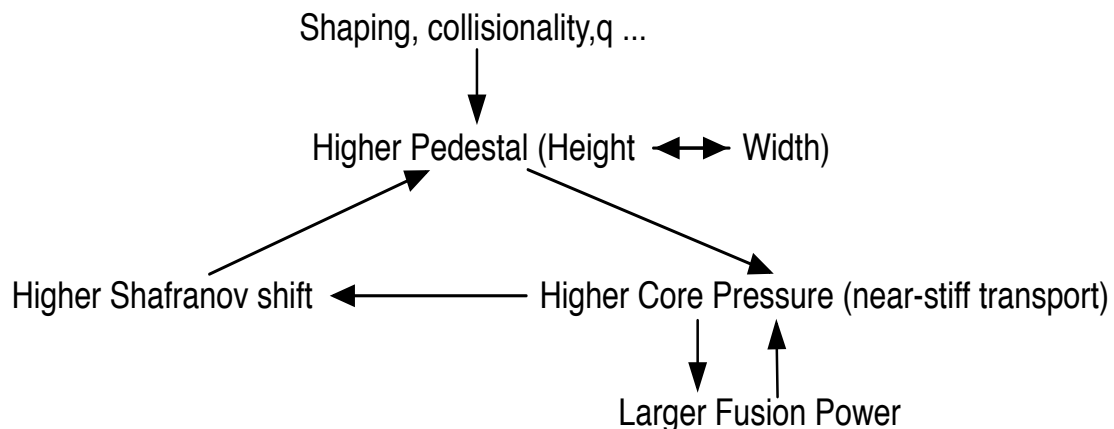 Shaping, collisionality,q ...
Higher Pedestal (Height Width)
Higher Shafranov shift
Higher Core Pressure (near-stiff transport)
Larger Fusion Power